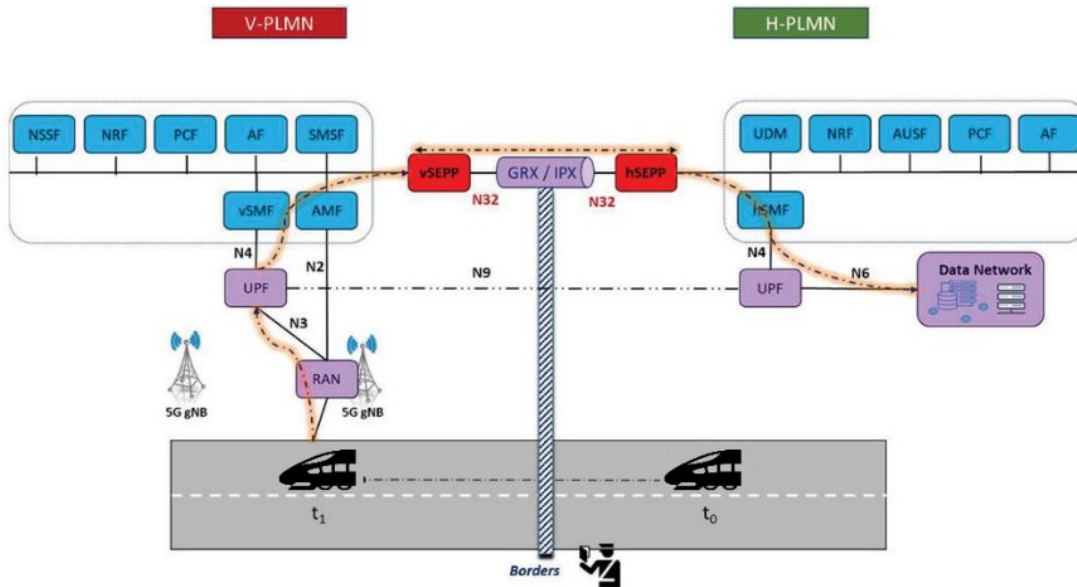 V-PLMN
H-PLMN
NSSF
NRF
PCF
AF
SMSF
UDM
NRF
AUSF
PCF
AF
vSEPP
GRX / IPX
hSEPP
N32
N32
vSMF
AMF
hSMF
N4
N2
N4
N9
N6
UPF
UPF
Data Network
N3
RAN
5G gNB
5G gNB
t₁
t₀
Borders